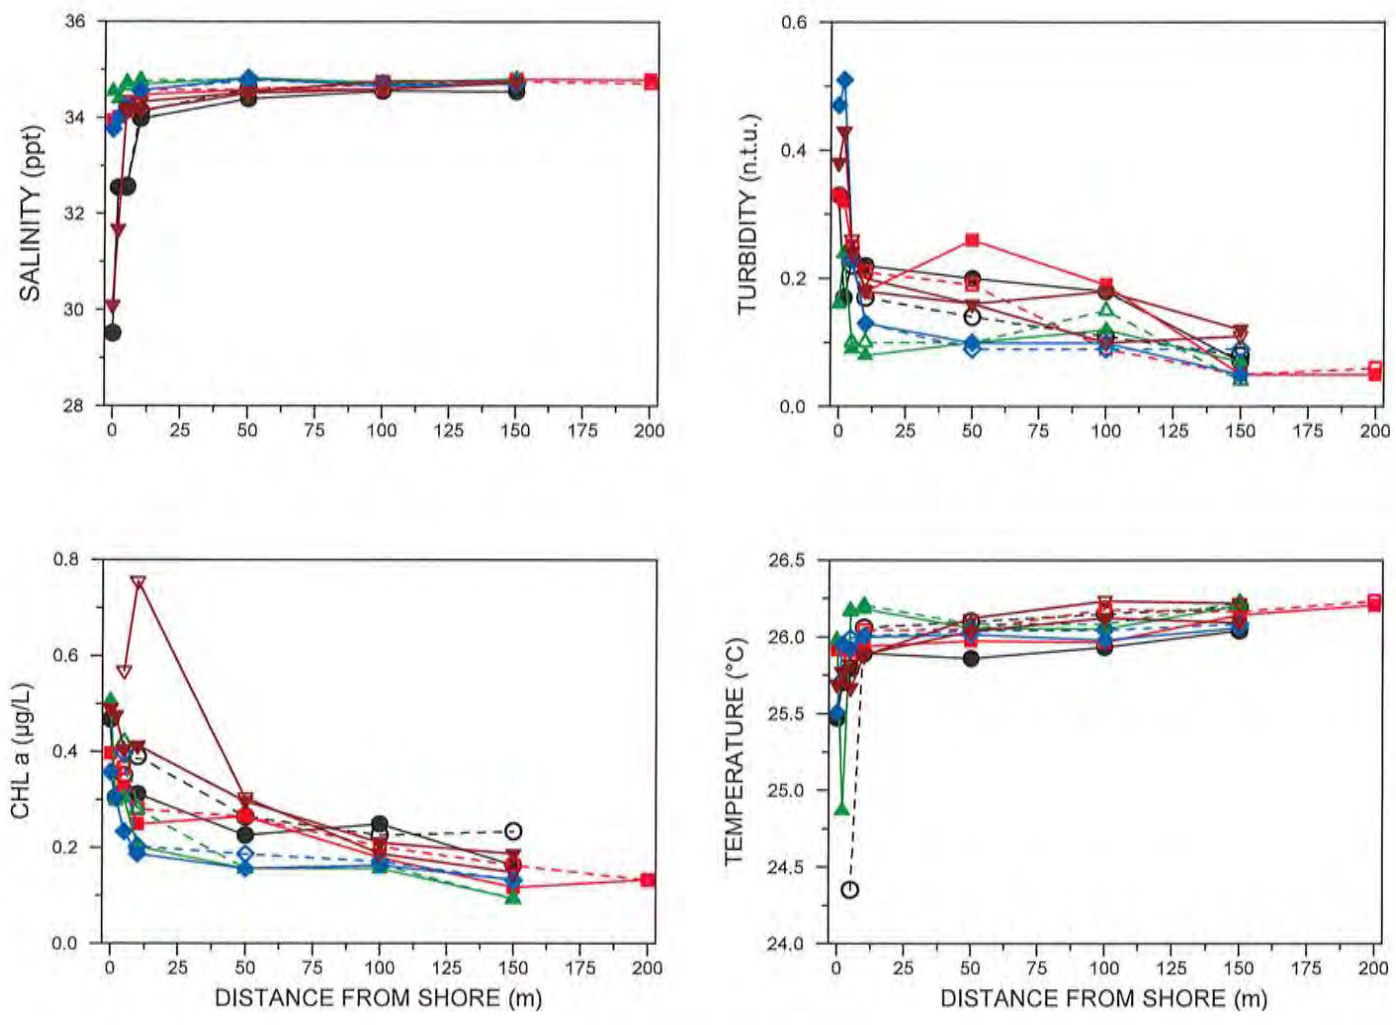 36
34
32
30
28
SALINITY (ppt)
0 25 50 75 100 125 150 175 200
0.6
0.4
0.2
0.0
TURBIDITY (n.t.u.)
0 25 50 75 100 125 150 175 200
0.8
0.6
0.4
0.2
0.0
CHL a (µg/L)
0 25 50 75 100 125 150 175 200
DISTANCE FROM SHORE (m)
26.5
26.0
25.5
25.0
24.5
24.0
TEMPERATURE (°C)
0 25 50 75 100 125 150 175 200
DISTANCE FROM SHORE (m)